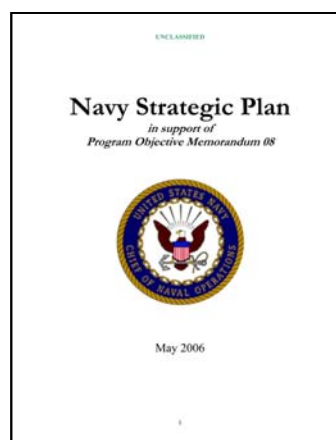 UNCLASSIFIED
Navy Strategic Plan
in support of
Program Objective Memorandum 08
UNITED STATES NAVY
CHIEF OF NAVAL OPERATIONS
May 2006